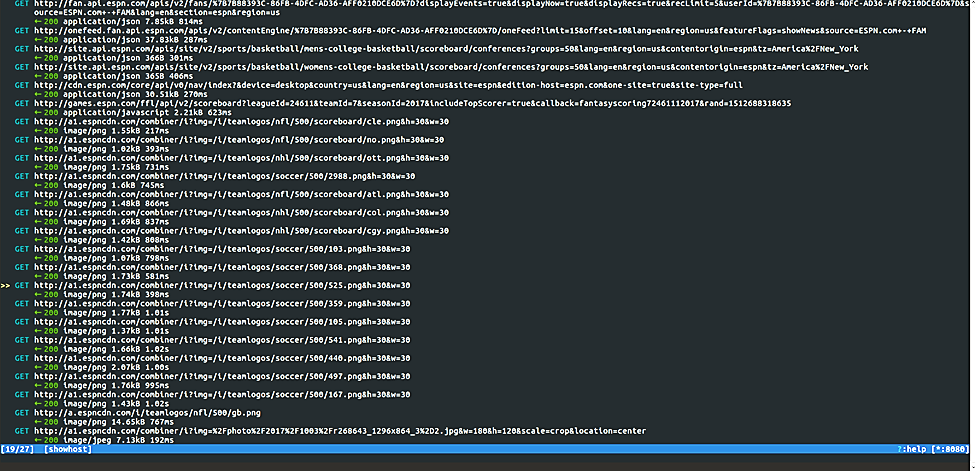 GET http://fan.api.espn.com/apis/v2/fans/%7B7B88393C-86FB-4DFC-AD36-AFF0210DCE6D%7D?displayEvents=true&displayNow=true&displayRecs=true&recLimit=5&userId=%7B7B88393C-86FB-4DFC-AD36-AFF0210DCE6D%7D&s
ource=ESPN.com+-+FAM&lang=en&section=espn&region=us
← 200 application/json 7.85kB 814ms
GET http://onefeed.fan.api.espn.com/apis/v2/contentEngine/%7B7B88393C-86FB-4DFC-AD36-AFF0210DCE6D%7D/oneFeed?limit=15&offset=10&lang=en&region=us&featureFlags=showNews&source=ESPN.com+-+FAM
← 200 application/json 37.83kB 287ms
GET http://site.api.espn.com/apis/site/v2/sports/basketball/mens-college-basketball/scoreboard/conferences?groups=50&lang=en&region=us&contentorigin=espn&tz=America%2FNew_York
← 200 application/json 366B 301ms
GET http://site.api.espn.com/apis/site/v2/sports/basketball/womens-college-basketball/scoreboard/conferences?groups=50&lang=en&region=us&contentorigin=espn&tz=America%2FNew_York
← 200 application/json 365B 406ms
GET http://cdn.espn.com/core/api/v0/nav/index?&device=desktop&country=us&lang=en&region=us&site=espn&edition-host=espn.com&one-site=true&site-type=full
← 200 application/json 30.51kB 270ms
GET http://games.espn.com/ffl/api/v2/scoreboard?leagueId=24611&teamId=7&seasonId=2017&includeTopScorer=true&callback=fantasyscoring72461112017&rand=1512688318635
← 200 application/javascript 2.21kB 623ms
GET http://a1.espncdn.com/combiner/i?img=/i/teamlogos/nfl/500/scoreboard/cle.png&h=30&w=30
← 200 image/png 1.55kB 217ms
GET http://a1.espncdn.com/combiner/i?img=/i/teamlogos/nfl/500/scoreboard/no.png&h=30&w=30
← 200 image/png 1.02kB 393ms
GET http://a1.espncdn.com/combiner/i?img=/i/teamlogos/nhl/500/scoreboard/ott.png&h=30&w=30
← 200 image/png 1.75kB 731ms
GET http://a1.espncdn.com/combiner/i?img=/i/teamlogos/soccer/500/2988.png&h=30&w=30
← 200 image/png 1.6kB 745ms
GET http://a1.espncdn.com/combiner/i?img=/i/teamlogos/nfl/500/scoreboard/atl.png&h=30&w=30
← 200 image/png 1.48kB 866ms
GET http://a1.espncdn.com/combiner/i?img=/i/teamlogos/nhl/500/scoreboard/col.png&h=30&w=30
← 200 image/png 1.69kB 837ms
GET http://a1.espncdn.com/combiner/i?img=/i/teamlogos/nhl/500/scoreboard/cgy.png&h=30&w=30
← 200 image/png 1.42kB 808ms
GET http://a1.espncdn.com/combiner/i?img=/i/teamlogos/soccer/500/103.png&h=30&w=30
← 200 image/png 1.07kB 798ms
GET http://a1.espncdn.com/combiner/i?img=/i/teamlogos/soccer/500/368.png&h=30&w=30
← 200 image/png 1.73kB 581ms
>> GET http://a1.espncdn.com/combiner/i?img=/i/teamlogos/soccer/500/525.png&h=30&w=30
← 200 image/png 1.74kB 398ms
GET http://a1.espncdn.com/combiner/i?img=/i/teamlogos/soccer/500/359.png&h=30&w=30
← 200 image/png 1.77kB 1.01s
GET http://a1.espncdn.com/combiner/i?img=/i/teamlogos/soccer/500/105.png&h=30&w=30
← 200 image/png 1.37kB 1.01s
GET http://a1.espncdn.com/combiner/i?img=/i/teamlogos/soccer/500/541.png&h=30&w=30
← 200 image/png 1.66kB 1.02s
GET http://a1.espncdn.com/combiner/i?img=/i/teamlogos/soccer/500/440.png&h=30&w=30
← 200 image/png 2.07kB 1.00s
GET http://a1.espncdn.com/combiner/i?img=/i/teamlogos/soccer/500/497.png&h=30&w=30
← 200 image/png 1.76kB 995ms
GET http://a1.espncdn.com/combiner/i?img=/i/teamlogos/soccer/500/167.png&h=30&w=30
← 200 image/png 1.43kB 1.02s
GET http://a.espncdn.com/i/teamlogos/nfl/500/gb.png
← 200 image/png 14.65kB 767ms
GET http://a1.espncdn.com/combiner/i?img=%2Fphoto%2F2017%2F1003%2Fr268643_1296x864_3%2D2.jpg&w=180&h=120&scale=crop&location=center
← 200 image/jpeg 7.13kB 192ms
[19/27] [showhost] ?:help [*:8080]